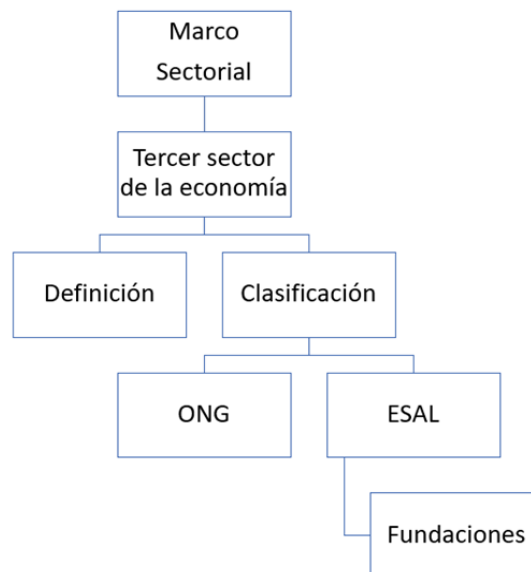 Marco
Sectorial
Tercer sector
de la economía
Definición
Clasificación
ONG
ESAL
Fundaciones